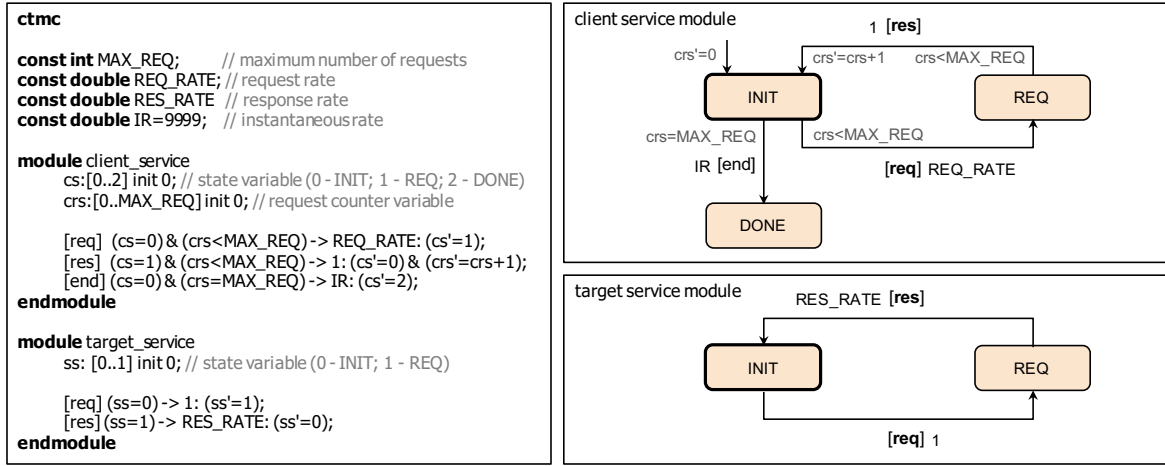 ctmc
const int MAX_REQ; // maximum number of requests
const double REQ_RATE; // request rate
const double RES_RATE // response rate
const double IR=9999; // instantaneous rate
module client_service
cs:[0..2] init 0; // state variable (0 - INIT; 1 - REQ; 2 - DONE)
crs:[0..MAX_REQ] init 0; // request counter variable
[req] (cs=0) & (crs<MAX_REQ) -> REQ_RATE: (cs'=1);
[res] (cs=1) & (crs<MAX_REQ) -> 1: (cs'=0) & (crs'=crs+1);
[end] (cs=0) & (crs=MAX_REQ) -> IR: (cs'=2);
endmodule
module target_service
ss: [0..1] init 0; // state variable (0 - INIT; 1 - REQ)
[req] (ss=0) -> 1: (ss'=1);
[res] (ss=1) -> RES_RATE: (ss'=0);
endmodule
client service module
1 [res]
crs'=0
crs'=crs+1
crs<MAX_REQ
INIT
REQ
crs=MAX_REQ
crs<MAX_REQ
IR [end]
[req] REQ_RATE
DONE
target service module
RES_RATE [res]
INIT
REQ
[req] 1